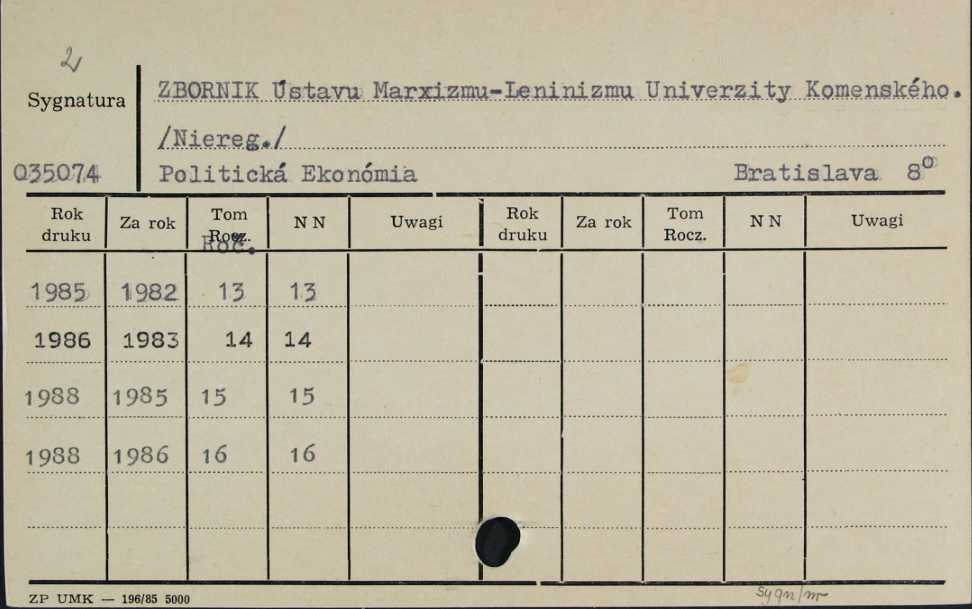 2
Sygnatura ZBORNIK Ústavu Marxizmu-Leninizmu Univerzity Komenského.
/Niereg./
035074 Politická Ekonómia Bratislava 8°
Rok druku Za rok Tom Rocz. N N Uwagi Rok druku Za rok Tom Rocz. N N Uwagi
Roč.
1985 1982 13 13
1986 1983 14 14
1988 1985 15 15
1988 1986 16 16
ZP UMK — 196/85 5000